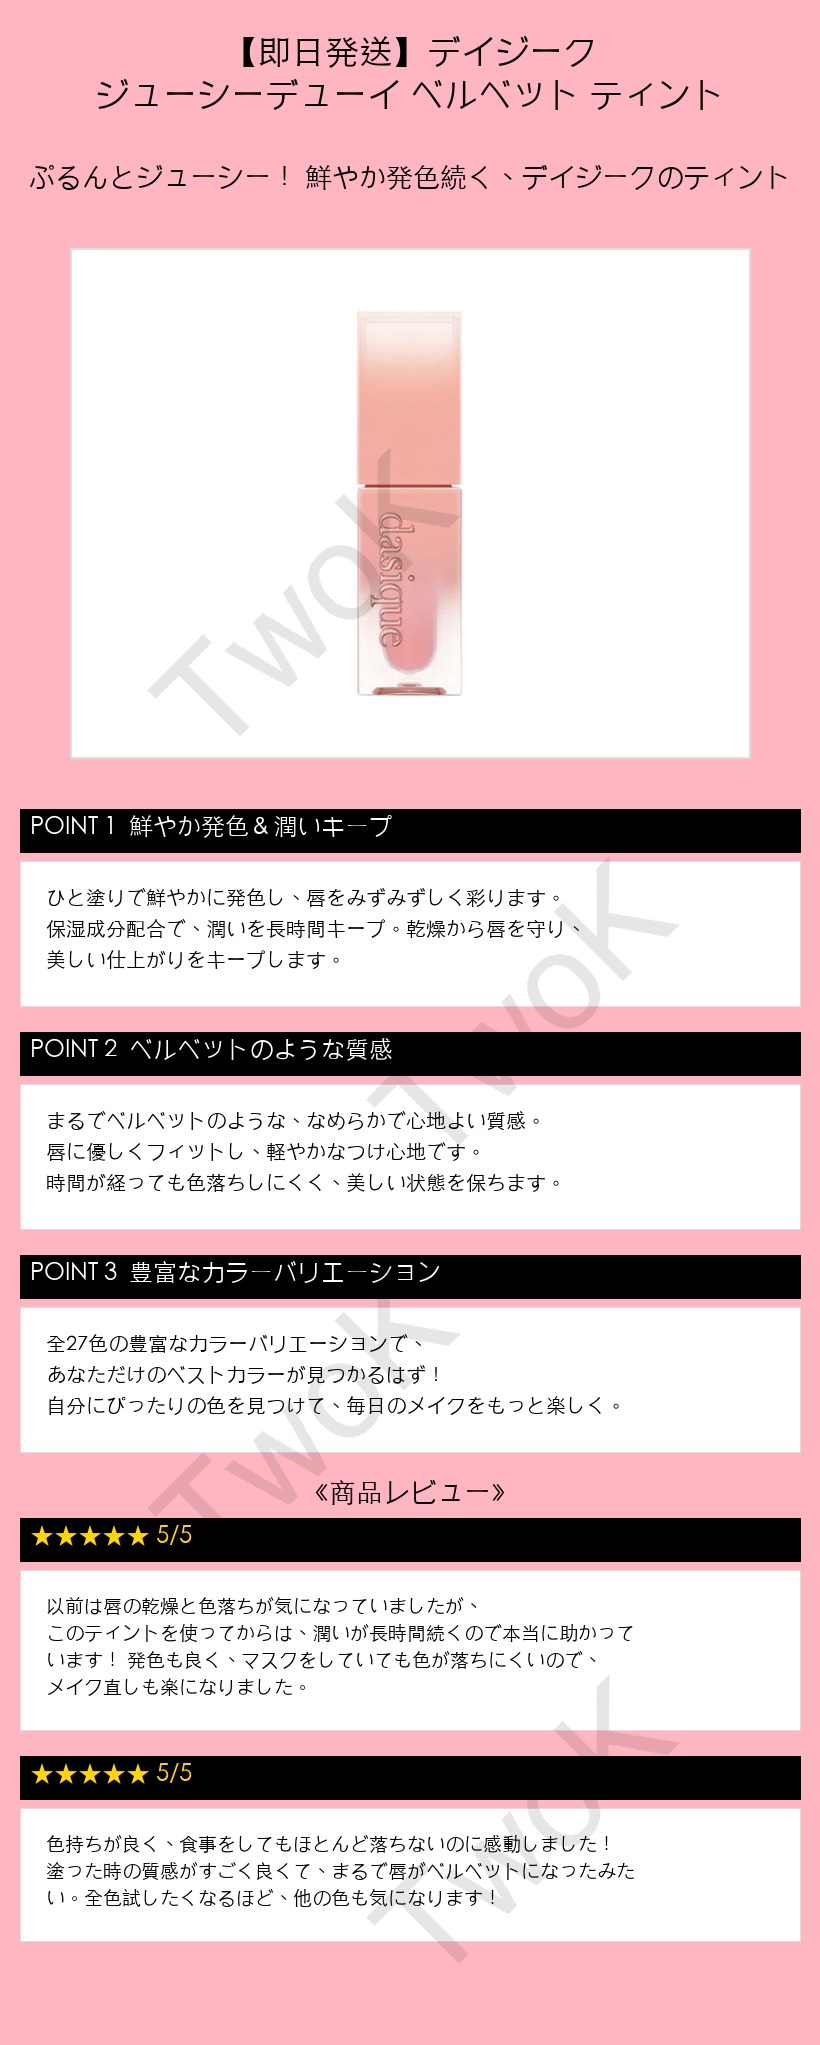 【即日発送】デイジーク
ジューシーデューイ ベルベット ティント
ぷるんとジューシー！ 鮮やか発色続く、デイジークのティント
dasique
TwoK
POINT 1 鮮やか発色＆潤いキープ
ひと塗りで鮮やかに発色し、唇をみずみずしく彩ります。
保湿成分配合で、潤いを長時間キープ。乾燥から唇を守り、
美しい仕上がりをキープします。
TwoK
POINT 2 ベルベットのような質感
まるでベルベットのような、なめらかで心地よい質感。
唇に優しくフィットし、軽やかなつけ心地です。
時間が経っても色落ちしにくく、美しい状態を保ちます。
POINT 3 豊富なカラーバリエーション
全27色の豊富なカラーバリエーションで、
あなただけのベストカラーが見つかるはず！
自分にぴったりの色を見つけて、毎日のメイクをもっと楽しく。
TwoK
《商品レビュー》
★★★★★ 5/5
以前は唇の乾燥と色落ちが気になっていましたが、
このティントを使ってからは、潤いが長時間続くので本当に助かって
います！ 発色も良く、マスクをしていても色が落ちにくいので、
メイク直しも楽になりました。
★★★★★ 5/5
色持ちが良く、食事をしてもほとんど落ちないのに感動しました！
塗った時の質感がすごく良くて、まるで唇がベルベットになったみた
い。全色試したくなるほど、他の色も気になります！
TwoK